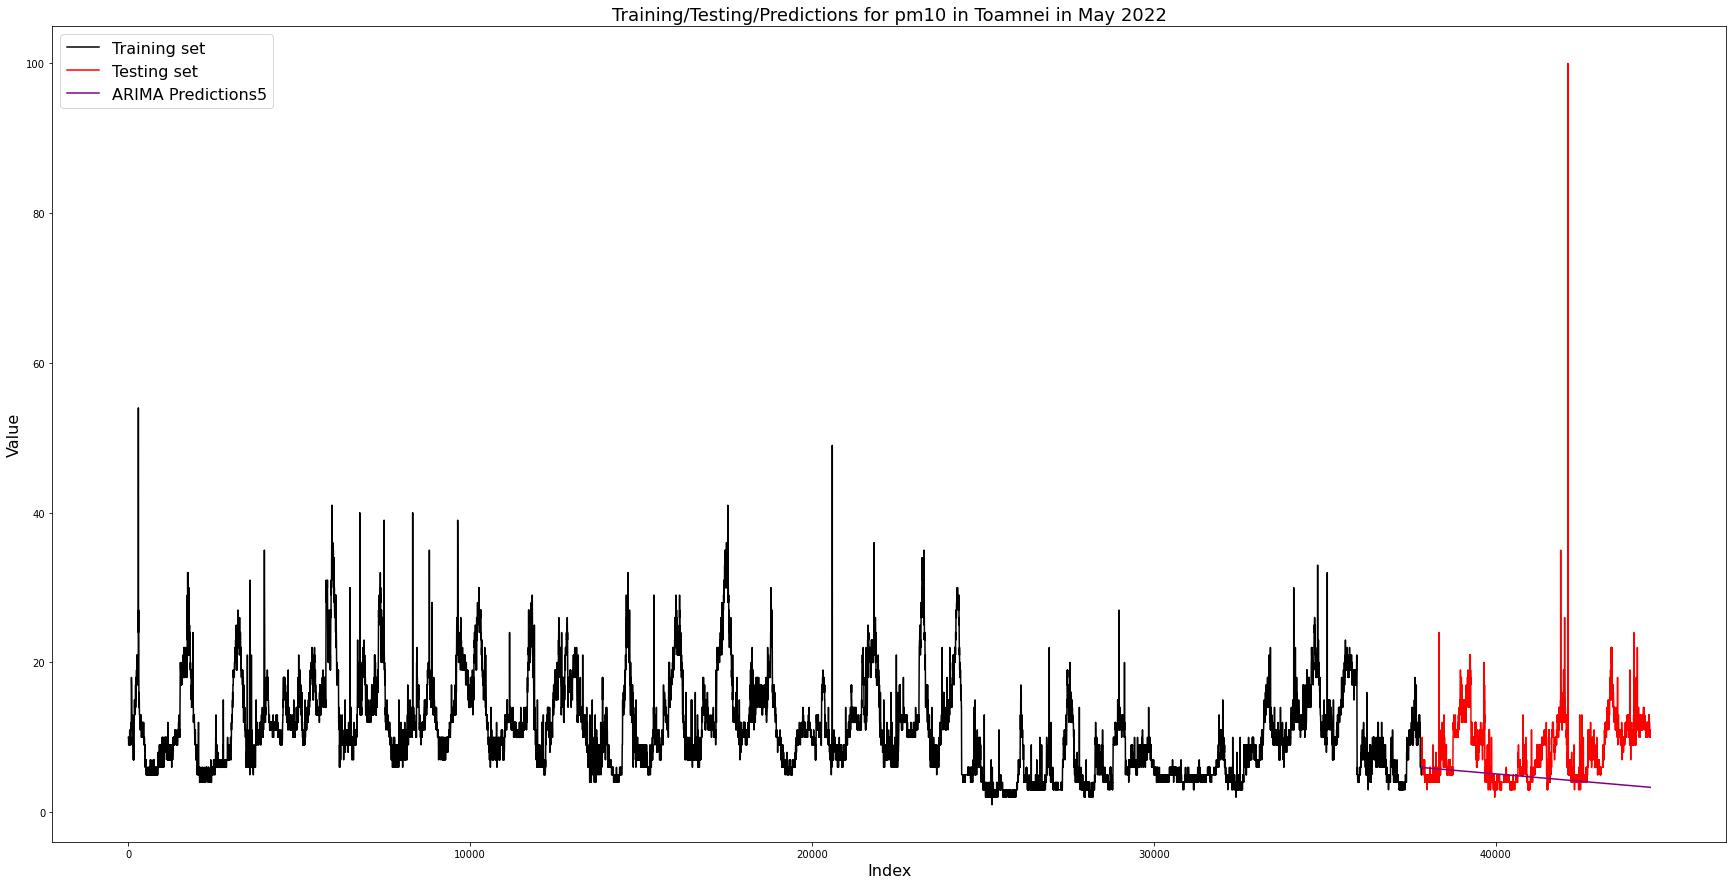 Training/Testing/Predictions for pm10 in Toamnei in May 2022
Training set
Testing set
ARIMA Predictions5
100
80
60
40
20
0
Value
0 10000 20000 30000 40000
Index